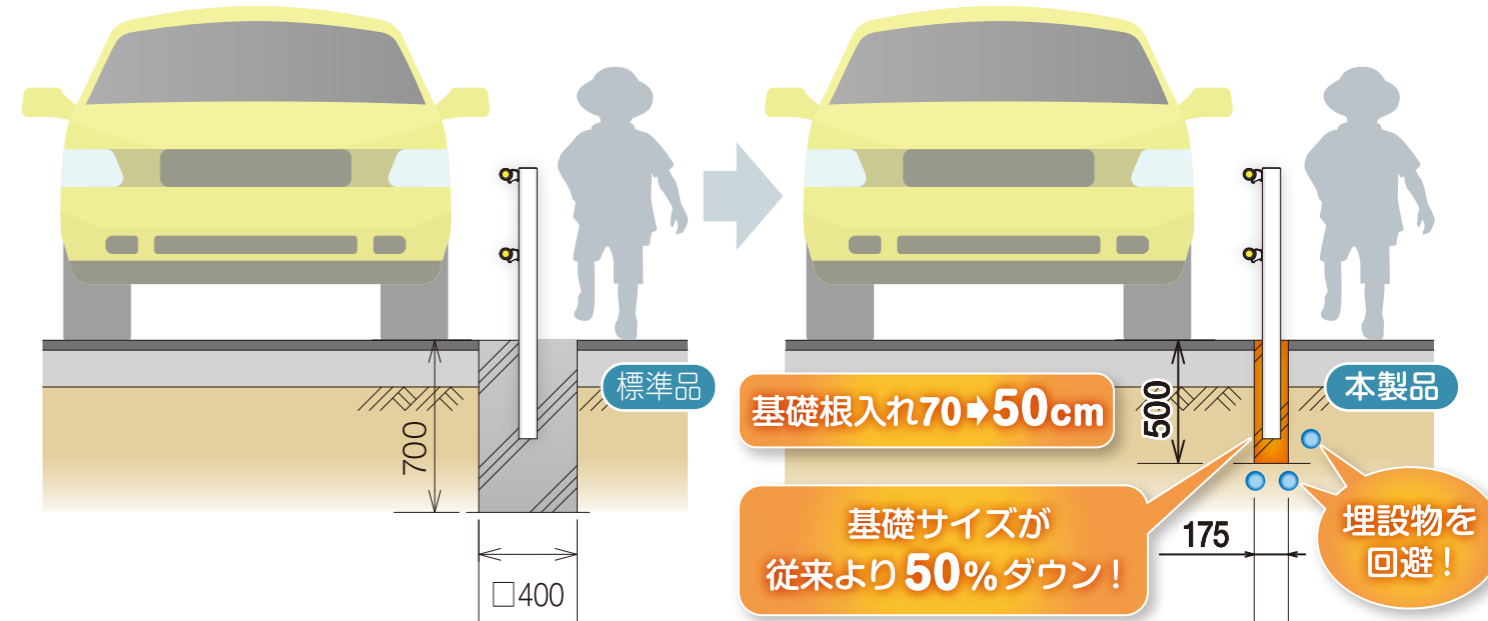 標準品
700
□400
基礎根入れ70➡50cm
基礎サイズが
従来より50%ダウン!
本製品
500
175
埋設物を
回避!